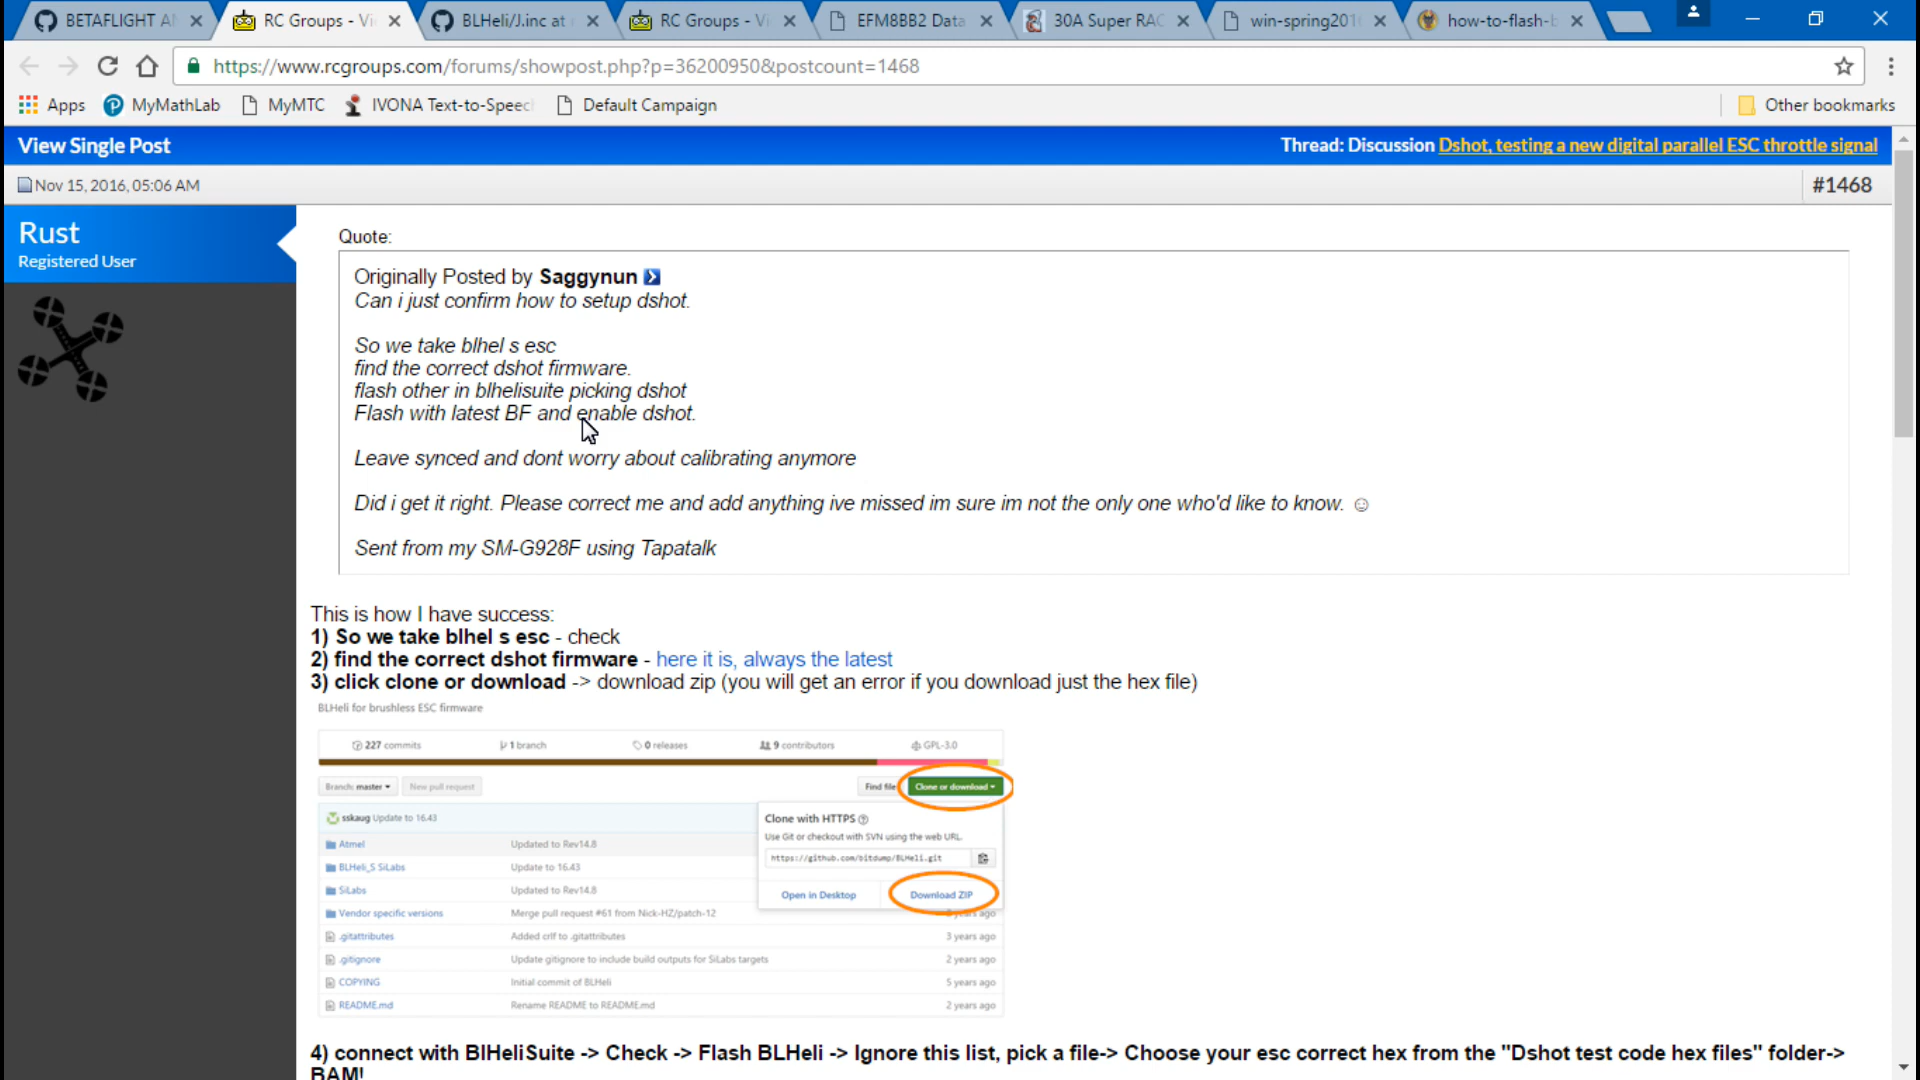 BETAFLIGHT A
RC Groups - Vi
BLHeli/J.inc at
RC Groups - Vi
EFM8BB2 Data
30A Super RAC
win-spring201
how-to-flash-b
https://www.rcgroups.com/forums/showpost.php?p=36200950&postcount=1468
Apps
MyMathLab
MyMTC
IVONA Text-to-Speec
Default Campaign
Other bookmarks
View Single Post
Thread: Discussion Dshot, testing a new digital parallel ESC throttle signal
Nov 15, 2016, 05:06 AM
#1468
Rust
Registered User
Quote:
Originally Posted by Saggynun
Can i just confirm how to setup dshot.
So we take blhel s esc
find the correct dshot firmware.
flash other in blhelisuite picking dshot
Flash with latest BF and enable dshot.
Leave synced and dont worry about calibrating anymore
Did i get it right. Please correct me and add anything ive missed im sure im not the only one who'd like to know.
Sent from my SM-G928F using Tapatalk
This is how I have success:
1) So we take blhel s esc - check
2) find the correct dshot firmware - here it is, always the latest
3) click clone or download -> download zip (you will get an error if you download just the hex file)
BLHeli for brushless ESC firmware
227 commits
1 branch
0 releases
9 contributors
GPL-3.0
Branch: master
New pull request
Find file
Clone or download
sskaug Update to 16.43
Clone with HTTPS
Use Git or checkout with SVN using the web URL.
https://github.com/bitdump/BLHeli.git
Open in Desktop
Download ZIP
Atmel
Updated to Rev14.8
BLHeli_S SiLabs
Update to 16.43
SiLabs
Updated to Rev14.8
Vendor specific versions
Merge pull request #61 from Nick-HZ/patch-12
years ago
.gitattributes
Added crlf to .gitattributes
3 years ago
.gitignore
Update gitignore to include build outputs for SiLabs targets
2 years ago
COPYING
Initial commit of BLHeli
5 years ago
README.md
Rename README to README.md
2 years ago
4) connect with BlHeliSuite -> Check -> Flash BLHeli -> Ignore this list, pick a file-> Choose your esc correct hex from the "Dshot test code hex files" folder->
BAM!